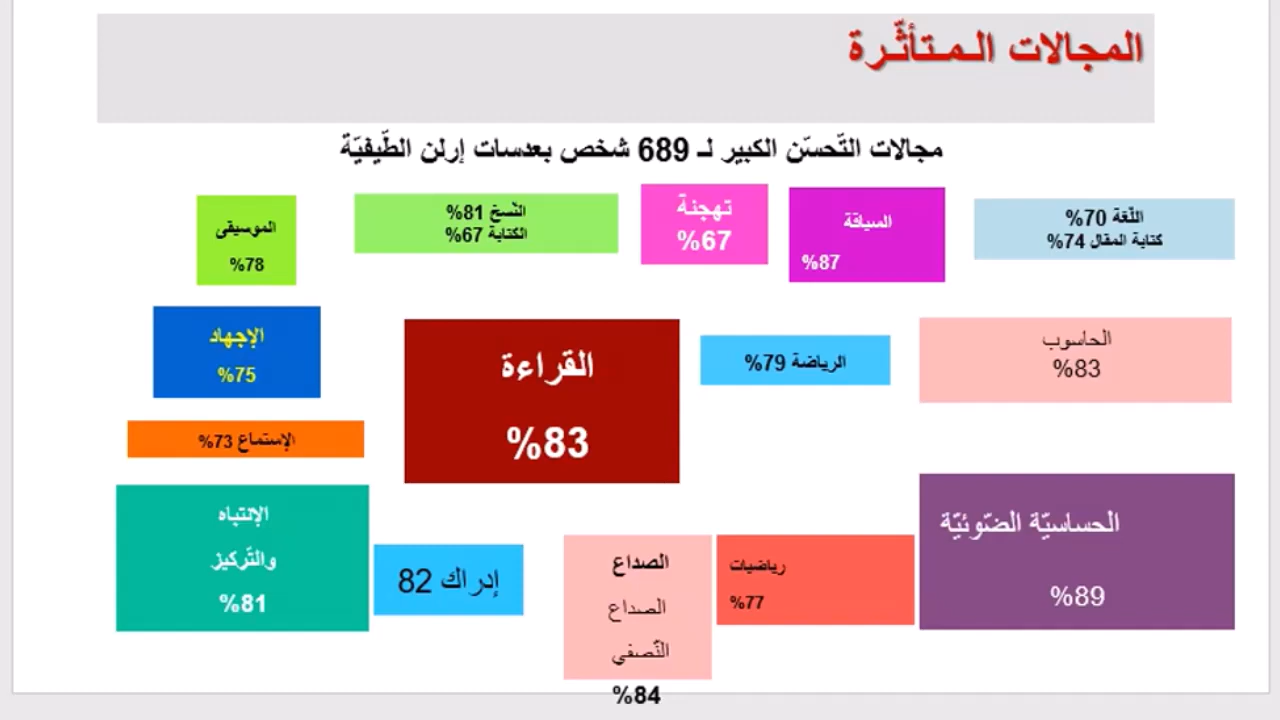 المجالات المتأثّرة
مجالات التّحسّن الكبير لـ 689 شخص بعدسات إرلن الطّيفيّة
اللّغة 70%
كتابة المقال 74%
السياقة
87%
تهجئة
67%
النّسخ 81%
الكتابة 67%
الموسيقى
78%
الحاسوب
83%
الرياضة 79%
القراءة
83%
الإجهاد
75%
الإستماع 73%
الحساسيّة الضّوئيّة
89%
رياضيات
77%
الصداع
الصداع
النّصفي
84%
إدراك 82
الإنتباه
والتّركيز
81%